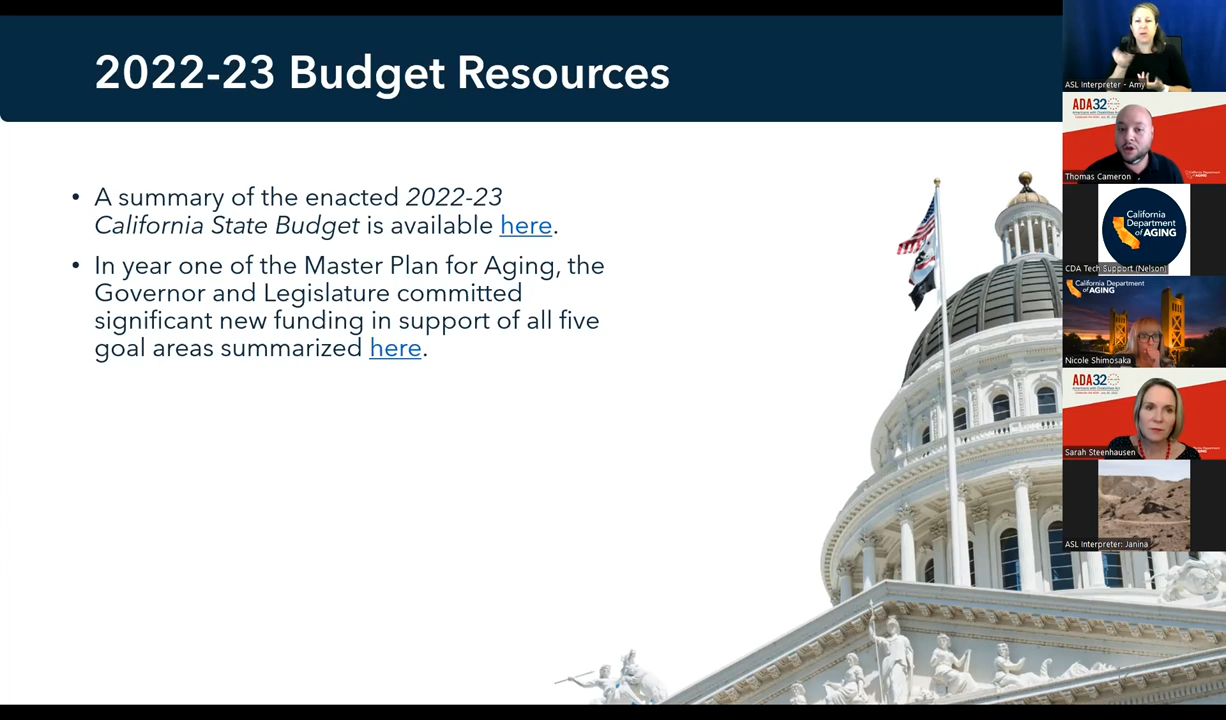 2022-23 Budget Resources
• A summary of the enacted 2022-23
California State Budget is available here.
• In year one of the Master Plan for Aging, the
Governor and Legislature committed
significant new funding in support of all five
goal areas summarized here.
ASL Interpreter - Amy
ADA32
Thomas Cameron
California
Department
of AGING
CDA Tech Support (Nelson)
California Department
of AGING
Nicole Shimosaka
ADA32
Sarah Steenhausen
ASL Interpreter: Janina